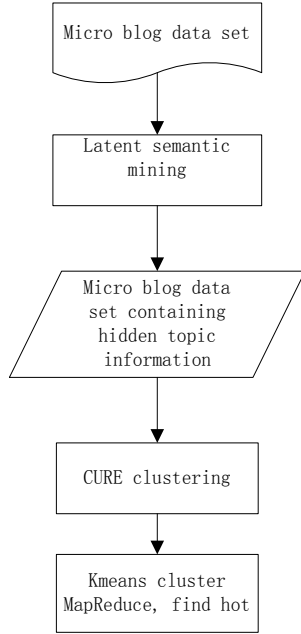 Micro blog data set
Latent semantic
mining
Micro blog data
set containing
hidden topic
information
CURE clustering
Kmeans cluster
MapReduce, find hot